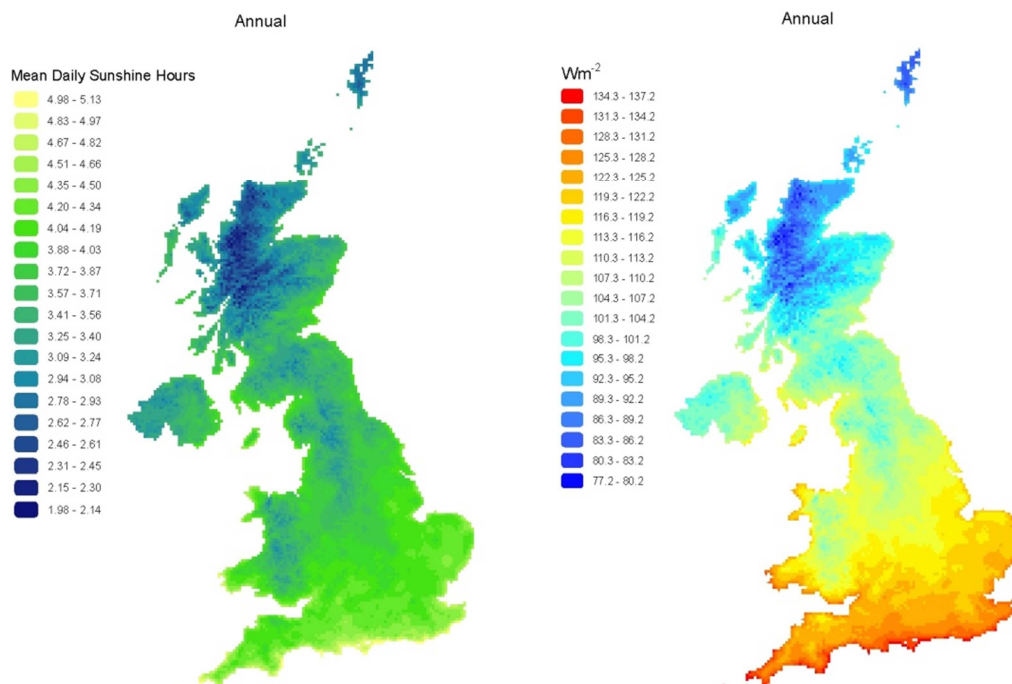 Annual
Mean Daily Sunshine Hours
4.98 - 5.13
4.83 - 4.97
4.67 - 4.82
4.51 - 4.66
4.35 - 4.50
4.20 - 4.34
4.04 - 4.19
3.88 - 4.03
3.72 - 3.87
3.57 - 3.71
3.41 - 3.56
3.25 - 3.40
3.09 - 3.24
2.94 - 3.08
2.78 - 2.93
2.62 - 2.77
2.46 - 2.61
2.31 - 2.45
2.15 - 2.30
1.98 - 2.14
Annual
Wm⁻²
134.3 - 137.2
131.3 - 134.2
128.3 - 131.2
125.3 - 128.2
122.3 - 125.2
119.3 - 122.2
116.3 - 119.2
113.3 - 116.2
110.3 - 113.2
107.3 - 110.2
104.3 - 107.2
101.3 - 104.2
98.3 - 101.2
95.3 - 98.2
92.3 - 95.2
89.3 - 92.2
86.3 - 89.2
83.3 - 86.2
80.3 - 83.2
77.2 - 80.2